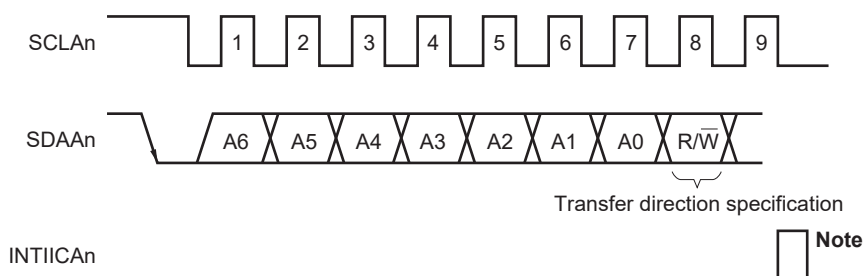 SCLAn 1 2 3 4 5 6 7 8 9
SDAAn A6 A5 A4 A3 A2 A1 A0 R/W̅
Transfer direction specification
INTIICAn Note